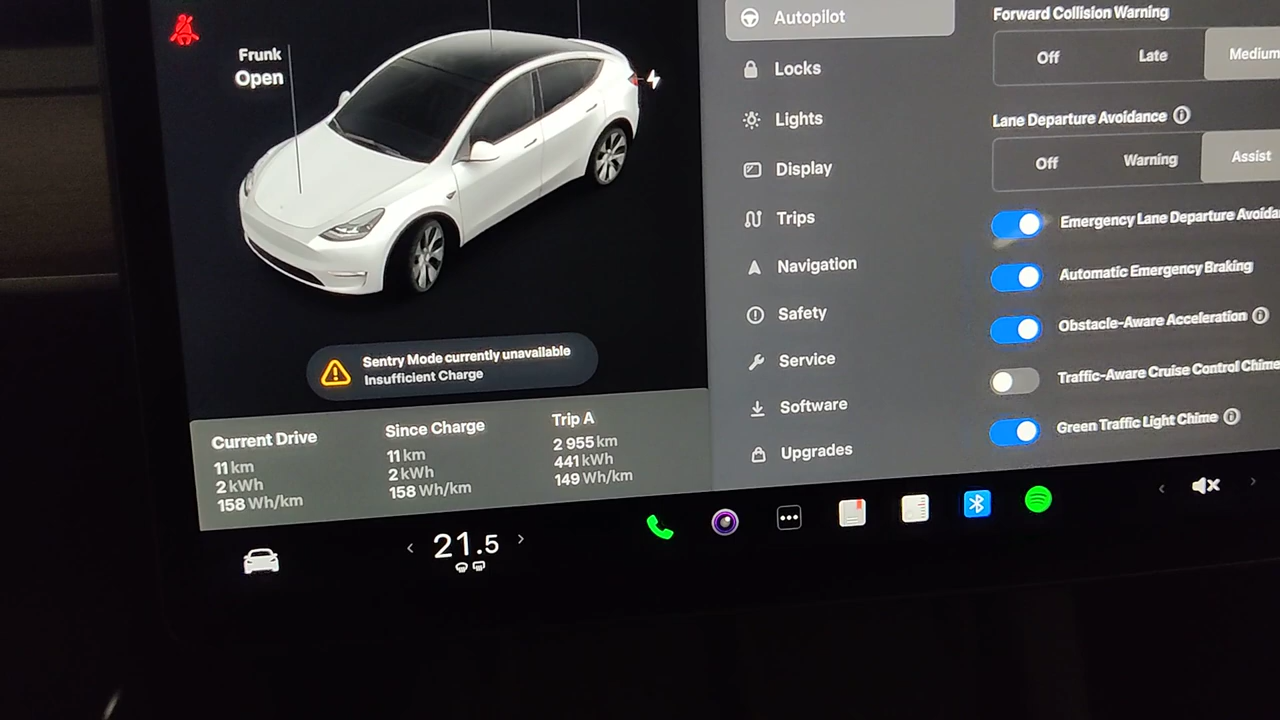 Frunk
Open
Sentry Mode currently unavailable
Insufficient Charge
Current Drive
11 km
2 kWh
158 Wh/km
Since Charge
11 km
2 kWh
158 Wh/km
Trip A
2 955 km
441 kWh
149 Wh/km
Autopilot
Locks
Lights
Display
Trips
Navigation
Safety
Service
Software
Upgrades
Forward Collision Warning
Off Late Medium
Lane Departure Avoidance
Off Warning Assist
Emergency Lane Departure Avoida
Automatic Emergency Braking
Obstacle-Aware Acceleration
Traffic-Aware Cruise Control Chime
Green Traffic Light Chime
21.5